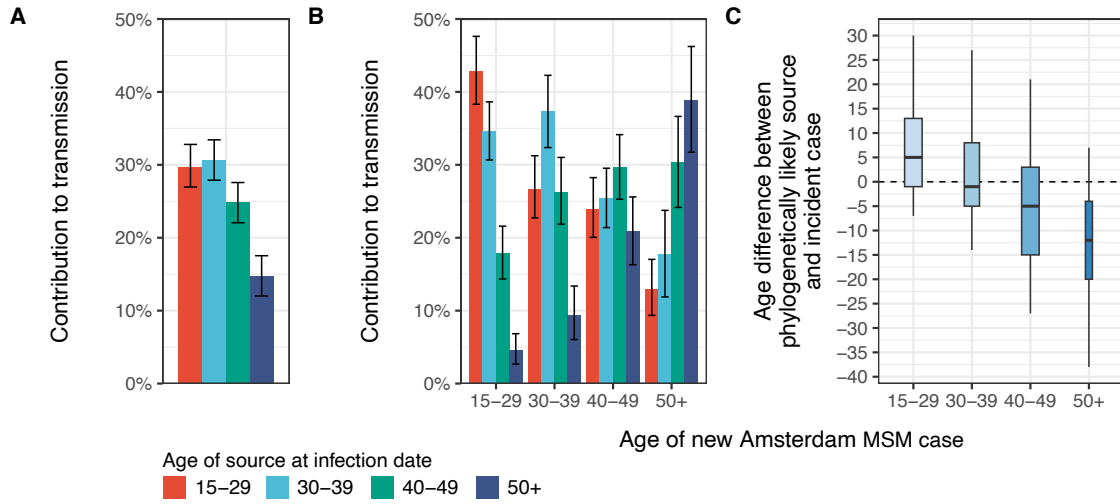 A
Contribution to transmission
50%
40%
30%
20%
10%
0%
B
Contribution to transmission
50%
40%
30%
20%
10%
0%
15−29 30−39 40−49 50+
C
Age difference between
phylogenetically likely source
and incident case
30
25
20
15
10
5
0
−5
−10
−15
−20
−25
−30
−35
−40
15−29 30−39 40−49 50+
Age of new Amsterdam MSM case
Age of source at infection date
15−29 30−39 40−49 50+